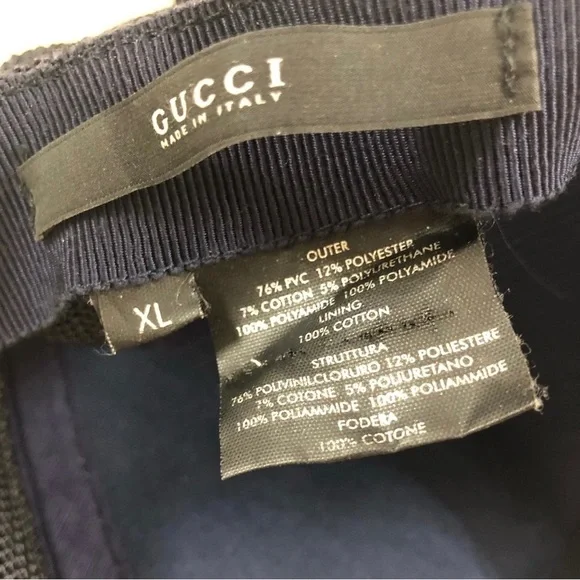 GUCCI
MADE IN ITALY
XL
OUTER
76% PVC 12% POLYESTER
7% COTTON 5% POLYURETHANE
100% POLYAMIDE 100% POLYAMIDE
LINING
100% COTTON
STRUTTURA
76% POLIVINILCLORURO 12% POLIESTERE
7% COTONE 5% POLIURETANO
100% POLIAMMIDE 100% POLIAMMIDE
FODERA
100% COTONE